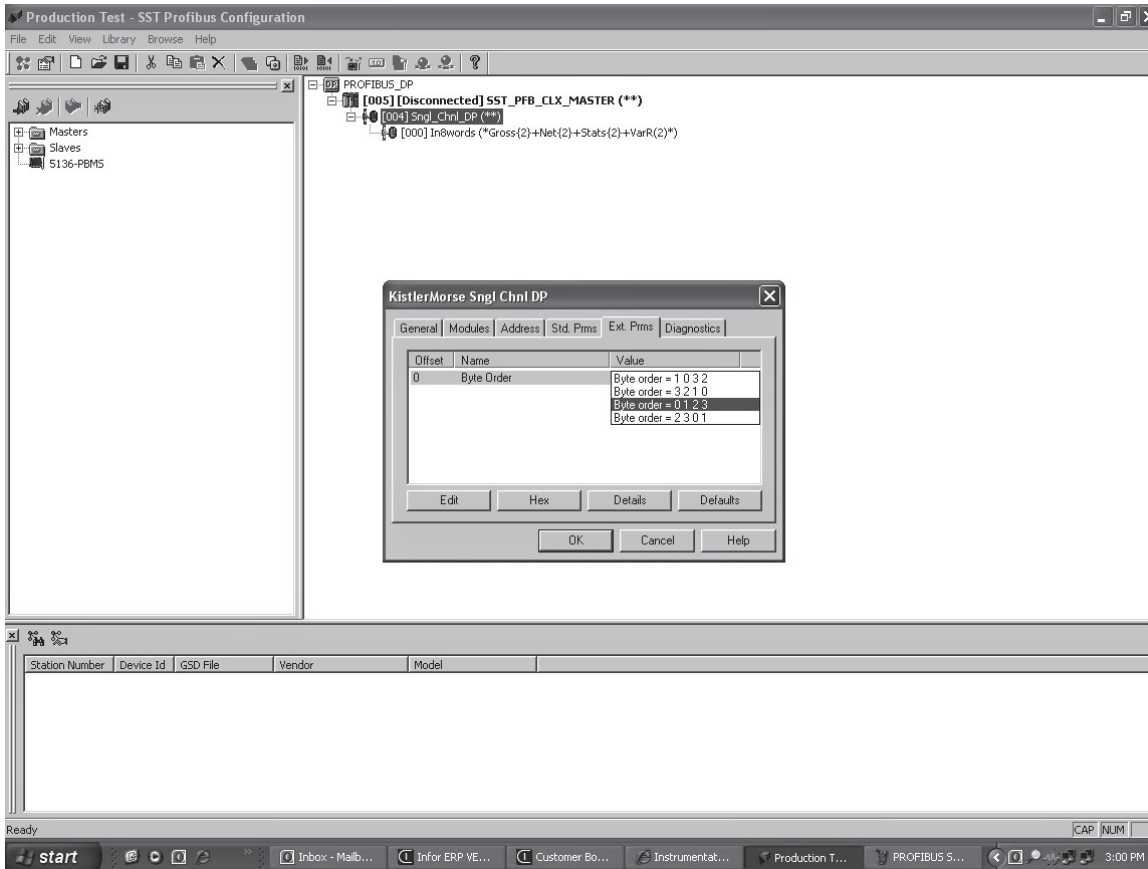 Production Test - SST Profibus Configuration
File Edit View Library Browse Help
PROFIBUS_DP
[005] [Disconnected] SST_PFB_CLX_MASTER (**)
[004] Sngl_Chnl_DP (**)
[000] In8words (*Gross{2}+Net{2}+Stats{2}+VarR(2)*)
Masters
Slaves
5136-PBMS
KistlerMorse Sngl Chnl DP
General Modules Address Std. Prms Ext. Prms Diagnostics
Offset Name Value
0 Byte Order
Byte order = 1 0 3 2
Byte order = 3 2 1 0
Byte order = 0 1 2 3
Byte order = 2 3 0 1
Edit Hex Details Defaults
OK Cancel Help
Station Number Device Id GSD File Vendor Model
Ready
CAP NUM
start Inbox - Mailb... Infor ERP VE... Customer Bo... Instrumentat... Production T... PROFIBUS S... 3:00 PM